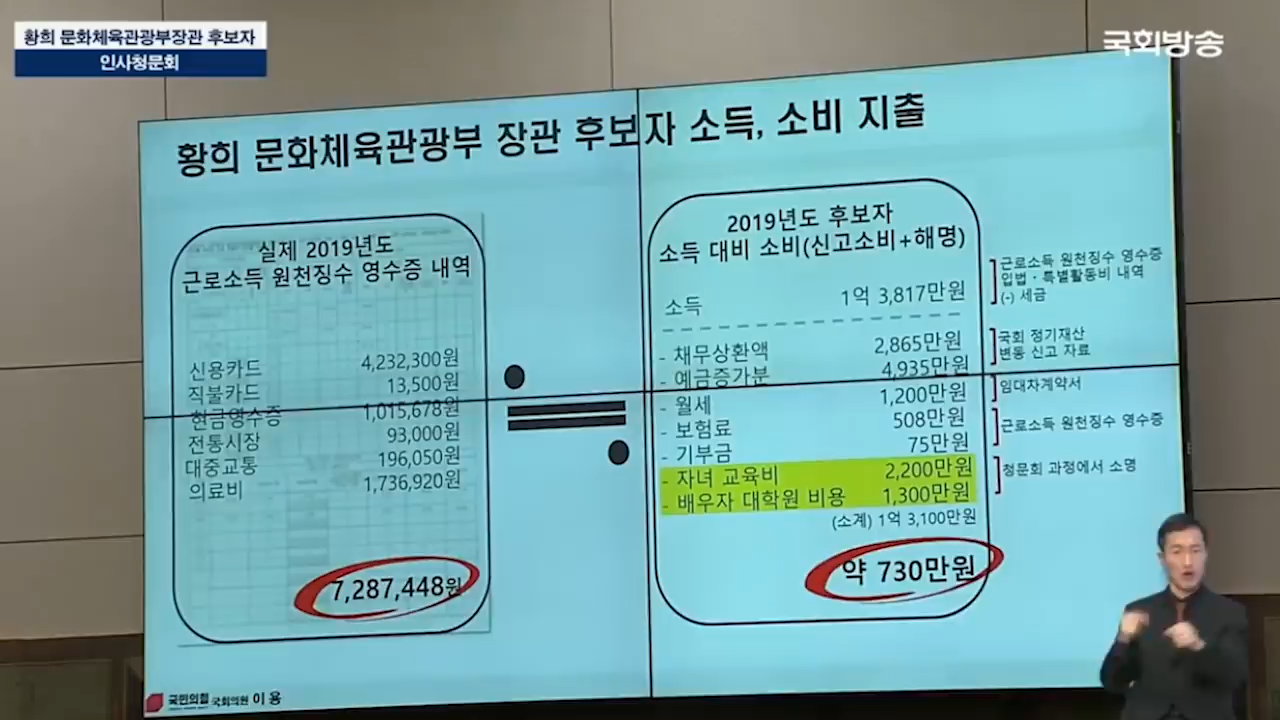 황희 문화체육관광부장관 후보자
인사청문회
국회방송
황희 문화체육관광부 장관 후보자 소득, 소비 지출
실제 2019년도
근로소득 원천징수 영수증 내역
신용카드 4,232,300원
직불카드 13,500원
현금영수증 1,015,678원
전통시장 93,000원
대중교통 196,050원
의료비 1,736,920원
7,287,448원
2019년도 후보자
소득 대비 소비(신고소비+해명)
소득 1억 3,817만원
- 채무상환액 2,865만원
- 예금증가분 4,935만원
- 월세 1,200만원
- 보험료 508만원
- 기부금 75만원
- 자녀 교육비 2,200만원
- 배우자 대학원 비용 1,300만원
(소계) 1억 3,100만원
약 730만원
근로소득 원천징수 영수증
입법·특별활동비 내역
(-) 세금
국회 정기재산
변동 신고 자료
임대차계약서
근로소득 원천징수 영수증
청문회 과정에서 소명
국민의힘 국회의원 이 용